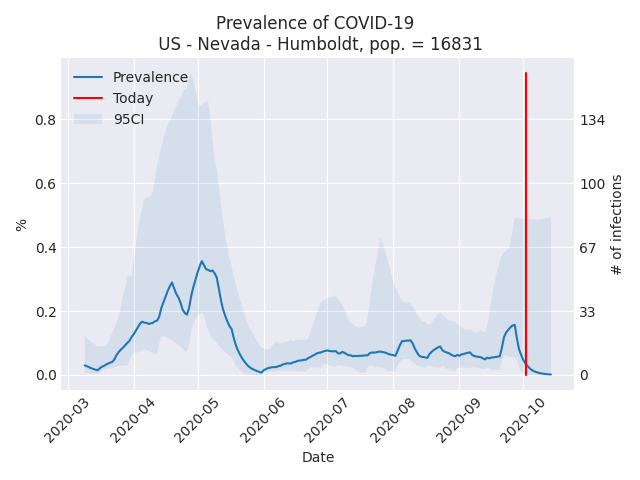 Prevalence of COVID-19
US - Nevada - Humboldt, pop. = 16831
Prevalence
Today
95CI
0.8
0.6
0.4
0.2
0.0
%
134
100
67
33
0
# of infections
2020-03
2020-04
2020-05
2020-06
2020-07
2020-08
2020-09
2020-10
Date